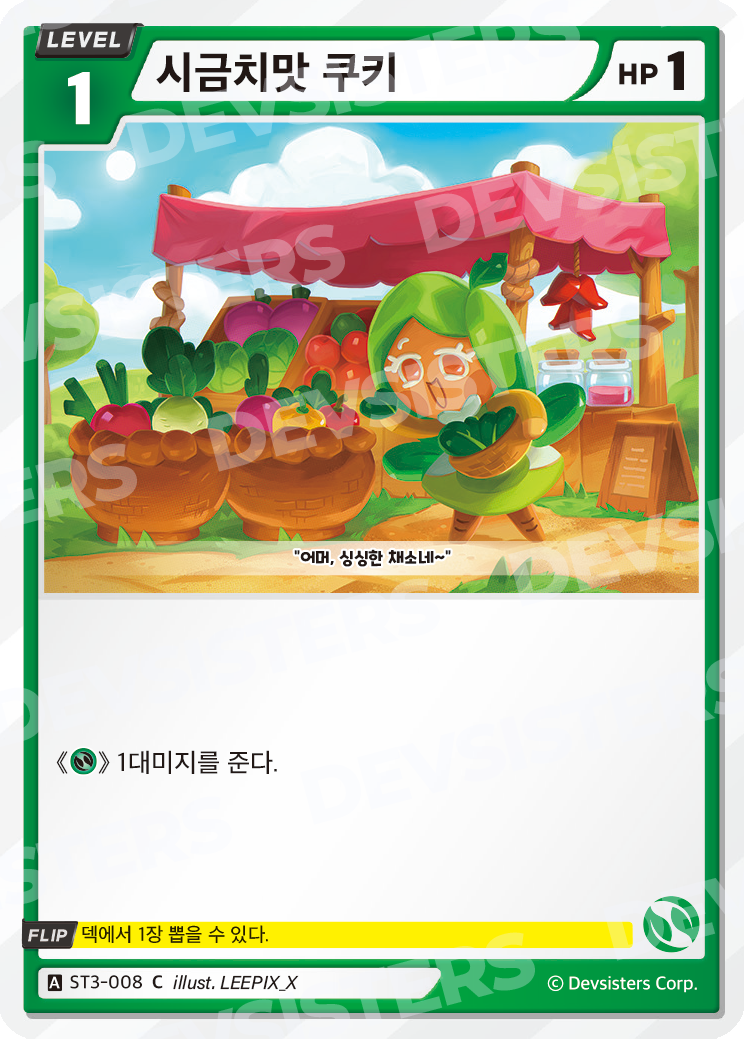 LEVEL
1
시금치맛 쿠키
HP 1
"어머, 싱싱한 채소네~"
《》 1대미지를 준다.
FLIP 덱에서 1장 뽑을 수 있다.
A ST3-008 C illust. LEEPIX_X
© Devsisters Corp.
DEVSISTERS